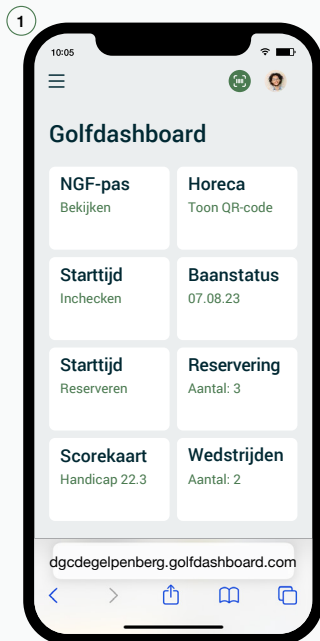 1
10:05
Golfdashboard
NGF-pas
Bekijken
Horeca
Toon QR-code
Starttijd
Inchecken
Baanstatus
07.08.23
Starttijd
Reserveren
Reservering
Aantal: 3
Scorekaart
Handicap 22.3
Wedstrijden
Aantal: 2
dgcdegelpenberg.golfdashboard.com